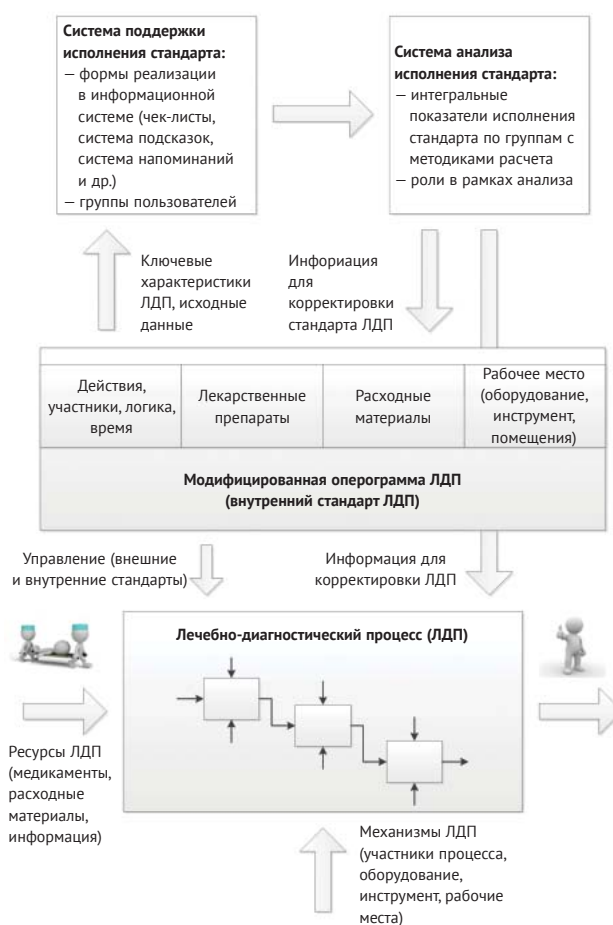 Система поддержки
исполнения стандарта:
— формы реализации
в информационной
системе (чек-листы,
система подсказок,
система напоминаний
и др.)
— группы пользователей
Система анализа
исполнения стандарта:
— интегральные
показатели исполнения
стандарта по группам с
методиками расчета
— роли в рамках анализа
Ключевые
характеристики
ЛДП, исходные
данные
Инфориация
для
корректировки
стандарта ЛДП
Действия,
участники, логика,
время
Лекарственные
препараты
Расходные
материалы
Рабочее место
(оборудование,
инструмент,
помещения)
Модифицированная оперограмма ЛДП
(внутренний стандарт ЛДП)
Управление (внешние
и внутренние стандарты)
Информация для
корректировки ЛДП
Лечебно-диагностический процесс (ЛДП)
Ресурсы ЛДП
(медикаменты,
расходные
материалы,
информация)
Механизмы ЛДП
(участники процесса,
оборудование,
инструмент, рабочие
места)